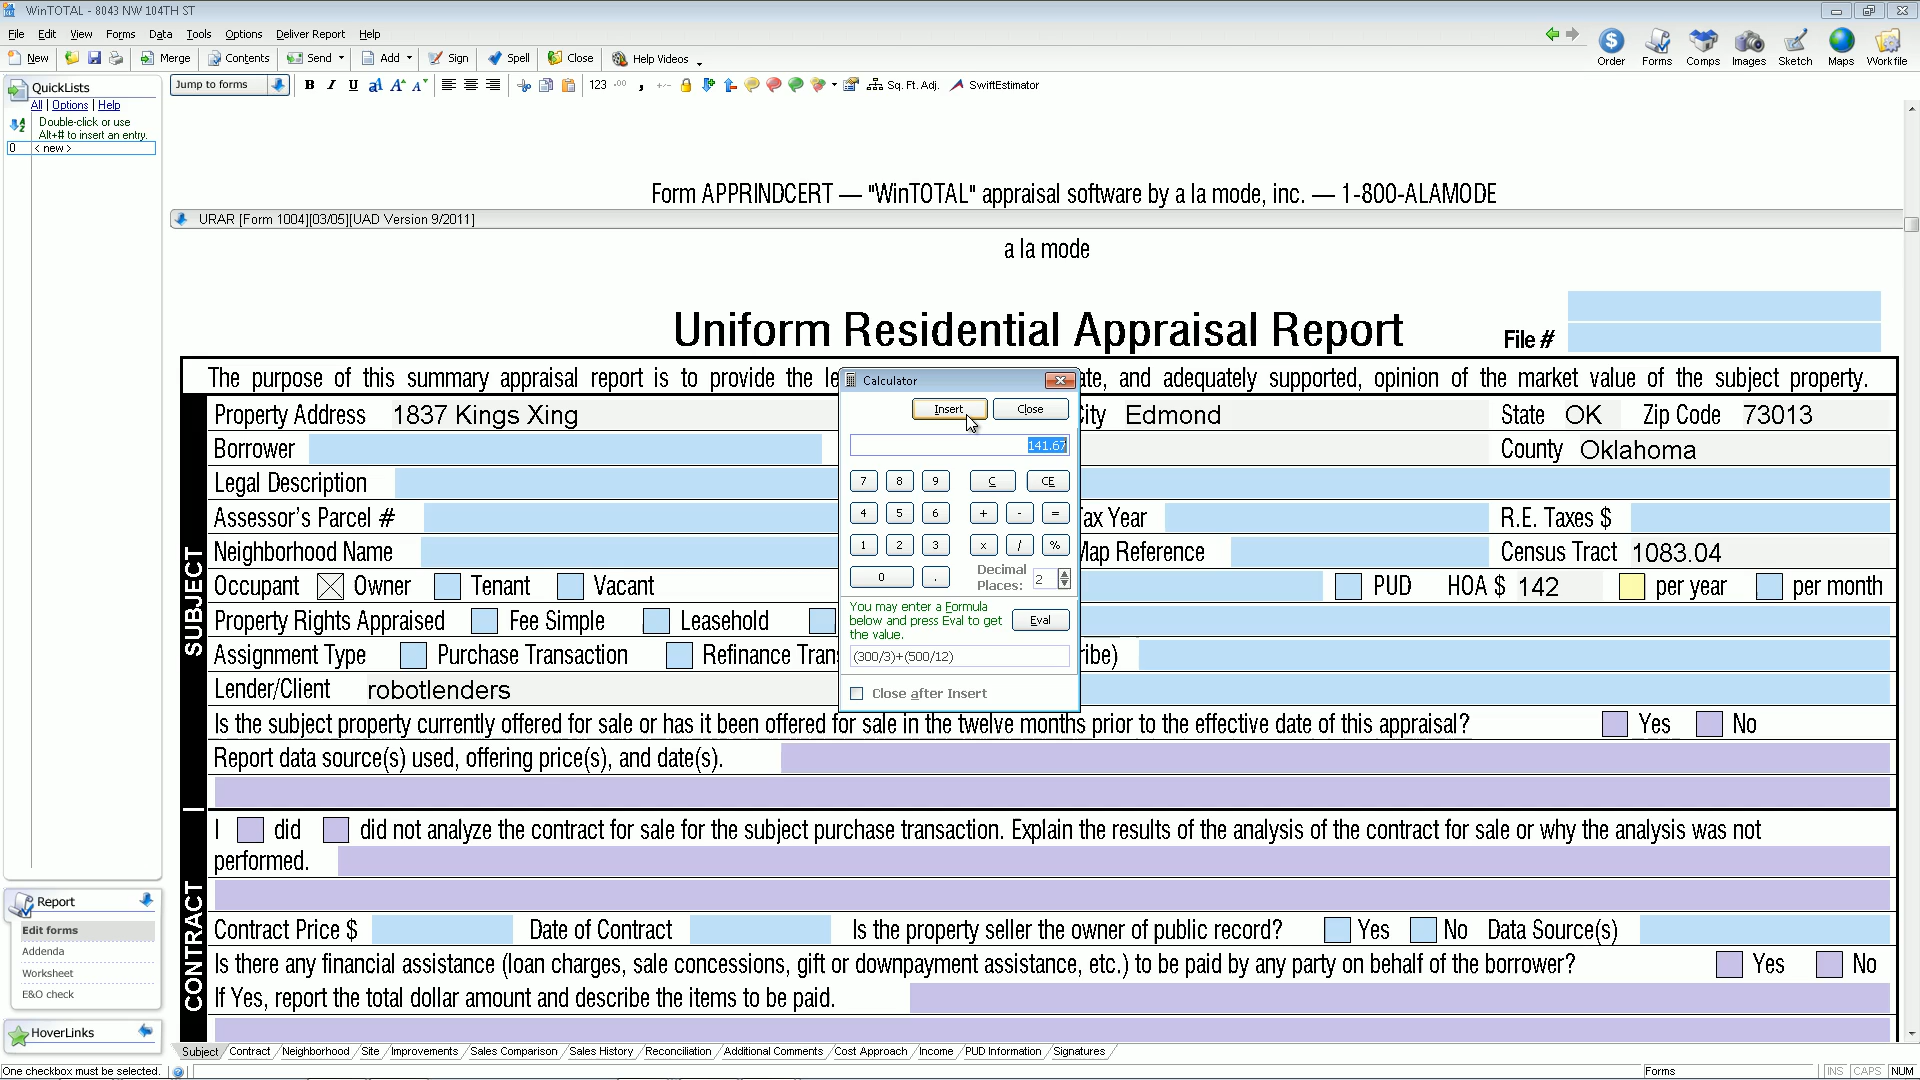 WinTOTAL - 8043 NW 104TH ST
File Edit View Forms Data Tools Options Deliver Report Help
New Merge Contents Send Add Sign Spell Close Help Videos
Order Forms Comps Images Sketch Maps Workfile
QuickLists
All | Options | Help
Double-click or use
Alt+# to insert an entry.
0 < new >
Jump to forms B I U 123 Sq. Ft. Adj. SwiftEstimator
Form APPRINDCERT — "WinTOTAL" appraisal software by a la mode, inc. — 1-800-ALAMODE
URAR [Form 1004][03/05][UAD Version 9/2011]
a la mode
Uniform Residential Appraisal Report File #
The purpose of this summary appraisal report is to provide the le ate, and adequately supported, opinion of the market value of the subject property.
SUBJECT
Property Address 1837 Kings Xing City Edmond State OK Zip Code 73013
Borrower County Oklahoma
Legal Description
Assessor's Parcel # Tax Year R.E. Taxes $
Neighborhood Name Map Reference Census Tract 1083.04
Occupant Owner Tenant Vacant PUD HOA $ 142 per year per month
Property Rights Appraised Fee Simple Leasehold
Assignment Type Purchase Transaction Refinance Tran ribe)
Lender/Client robotlenders
Is the subject property currently offered for sale or has it been offered for sale in the twelve months prior to the effective date of this appraisal? Yes No
Report data source(s) used, offering price(s), and date(s).
CONTRACT
I did did not analyze the contract for sale for the subject purchase transaction. Explain the results of the analysis of the contract for sale or why the analysis was not
performed.
Contract Price $ Date of Contract Is the property seller the owner of public record? Yes No Data Source(s)
Is there any financial assistance (loan charges, sale concessions, gift or downpayment assistance, etc.) to be paid by any party on behalf of the borrower? Yes No
If Yes, report the total dollar amount and describe the items to be paid.
Calculator
Insert Close
141.67
7 8 9 C CE
4 5 6 + - =
1 2 3 x / %
0 . Decimal
Places: 2
You may enter a Formula
below and press Eval to get
the value.
Eval
(300/3)+(500/12)
Close after Insert
Report
Edit forms
Addenda
Worksheet
E&O check
HoverLinks
Subject Contract Neighborhood Site Improvements Sales Comparison Sales History Reconciliation Additional Comments Cost Approach Income PUD Information Signatures
One checkbox must be selected. Forms INS CAPS NUM